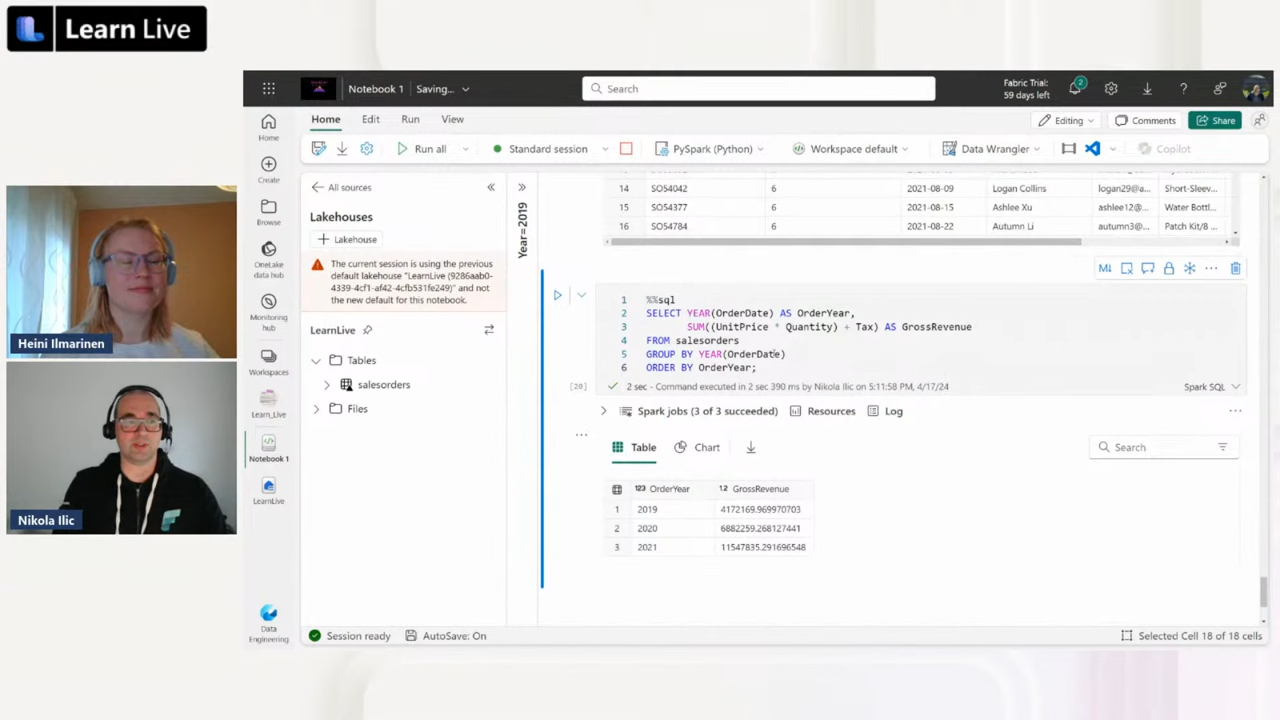 Learn Live
Notebook 1
Saving...
Search
Fabric Trial:
59 days left
2
Home
Edit
Run
View
Editing
Comments
Share
Run all
Standard session
PySpark (Python)
Workspace default
Data Wrangler
Copilot
Home
Create
Browse
OneLake
data hub
Monitoring
hub
Workspaces
Learn_Live
Notebook 1
LearnLive
Data
Engineering
All sources
Lakehouses
Lakehouse
The current session is using the previous
default lakehouse "LearnLive (9286aab0-
4339-4cf1-af42-4cfb531fe249)" and not
the new default for this notebook.
LearnLive
Tables
salesorders
Files
Year=2019
14 SO54042 6 2021-08-09 Logan Collins logan29@a... Short-Sleev...
15 SO54377 6 2021-08-15 Ashlee Xu ashlee12@... Water Bottl...
16 SO54784 6 2021-08-22 Autumn Li autumn3@... Patch Kit/8
M↓
1 %%sql
2 SELECT YEAR(OrderDate) AS OrderYear,
3 SUM((UnitPrice * Quantity) + Tax) AS GrossRevenue
4 FROM salesorders
5 GROUP BY YEAR(OrderDate)
6 ORDER BY OrderYear;
[20]
2 sec - Command executed in 2 sec 390 ms by Nikola Ilic on 5:11:58 PM, 4/17/24
Spark SQL
Spark jobs (3 of 3 succeeded)
Resources
Log
Table
Chart
Search
123 OrderYear 1.2 GrossRevenue
1 2019 4172169.969970703
2 2020 6882259.268127441
3 2021 11547835.291696548
Session ready
AutoSave: On
Selected Cell 18 of 18 cells
Heini Ilmarinen
Nikola Ilic